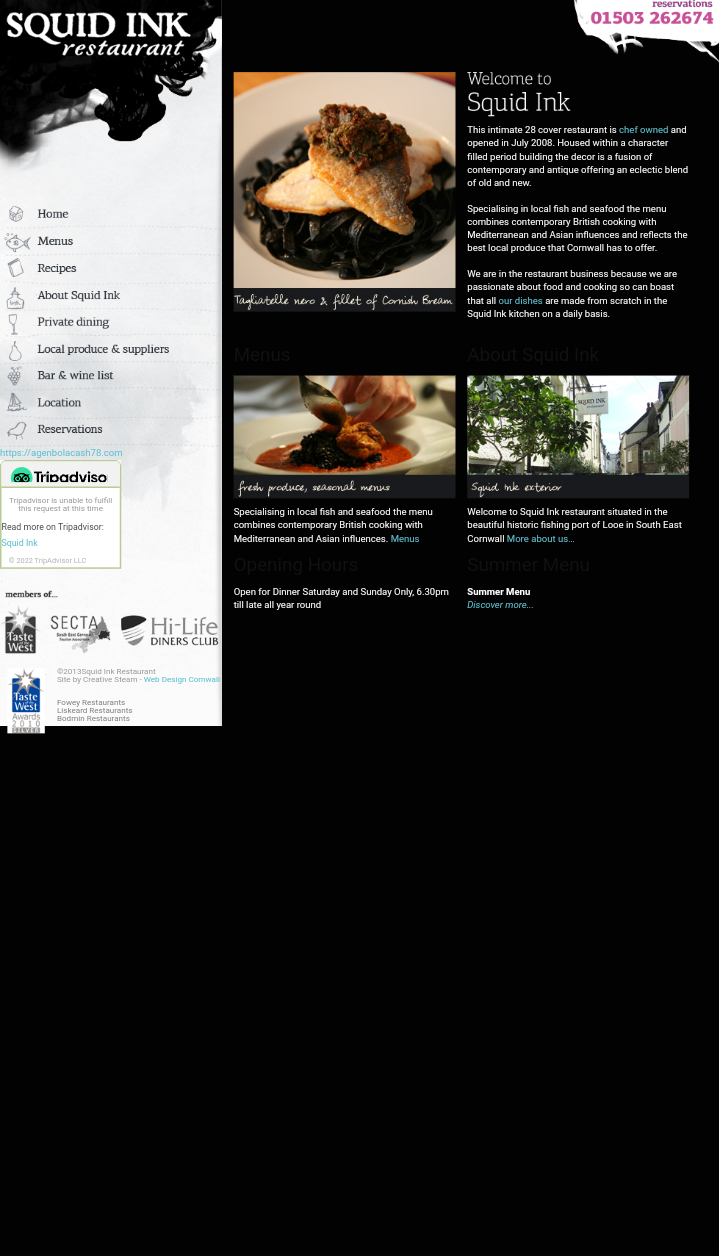 SQUID INK
restaurant
Home
Menus
Recipes
About Squid Ink
Private dining
Local produce & suppliers
Bar & wine list
Location
Reservations
https://agenbolacash78.com
Tripadviso
Tripadvisor is unable to fulfill
this request at this time
Read more on Tripadvisor:
Squid Ink
© 2022 TripAdvisor LLC
members of...
Taste
West
SECTA
Hi-Life
DINERS CLUB
Taste
West
Awards
2010
SILVER
©2013Squid Ink Restaurant
Site by Creative Steam - Web Design Cornwall
Fowey Restaurants
Liskeard Restaurants
Bodmin Restaurants
reservations
01503 262674
Tagliatelle nero & fillet of Cornish Bream
Welcome to
Squid Ink
This intimate 28 cover restaurant is chef owned and
opened in July 2008. Housed within a character
filled period building the decor is a fusion of
contemporary and antique offering an eclectic blend
of old and new.
Specialising in local fish and seafood the menu
combines contemporary British cooking with
Mediterranean and Asian influences and reflects the
best local produce that Cornwall has to offer.
We are in the restaurant business because we are
passionate about food and cooking so can boast
that all our dishes are made from scratch in the
Squid Ink kitchen on a daily basis.
Menus
fresh produce, seasonal menus
Specialising in local fish and seafood the menu
combines contemporary British cooking with
Mediterranean and Asian influences. Menus
About Squid Ink
SQUID INK
Squid Ink exterior
Welcome to Squid Ink restaurant situated in the
beautiful historic fishing port of Looe in South East
Cornwall More about us...
Opening Hours
Open for Dinner Saturday and Sunday Only, 6.30pm
till late all year round
Summer Menu
Summer Menu
Discover more...